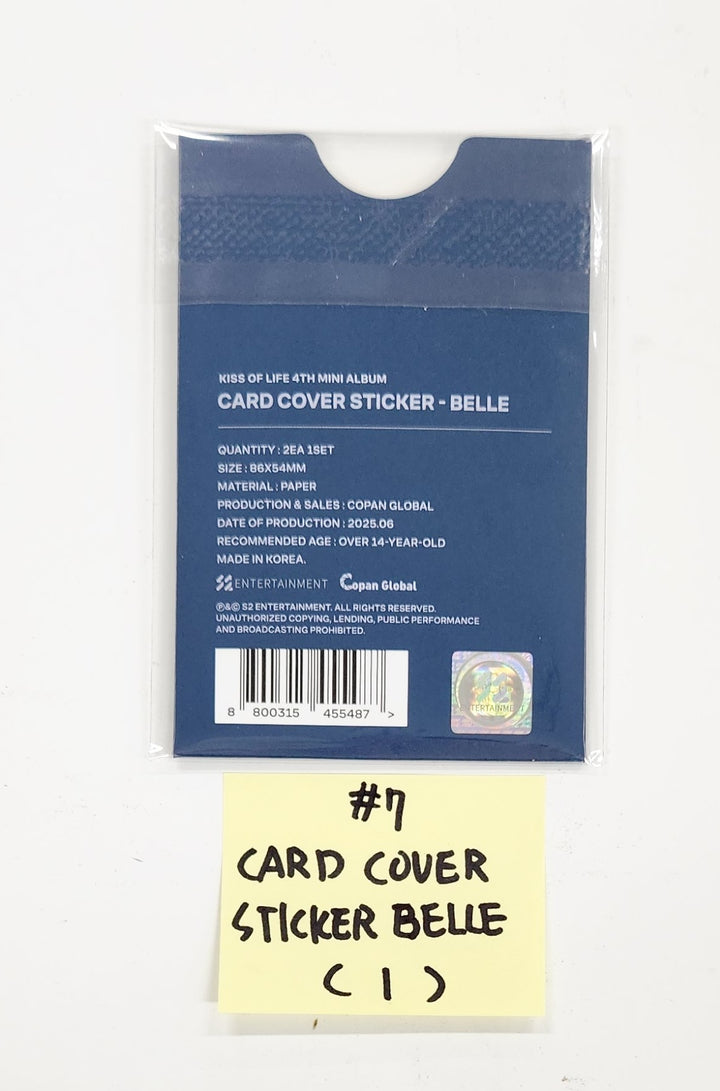 KISS OF LIFE 4TH MINI ALBUM
CARD COVER STICKER - BELLE
QUANTITY : 2EA 1SET
SIZE : 86X54MM
MATERIAL : PAPER
PRODUCTION & SALES : COPAN GLOBAL
DATE OF PRODUCTION : 2025.06
RECOMMENDED AGE : OVER 14-YEAR-OLD
MADE IN KOREA.
S2 ENTERTAINMENT Copan Global
℗&© S2 ENTERTAINMENT. ALL RIGHTS RESERVED.
UNAUTHORIZED COPYING, LENDING, PUBLIC PERFORMANCE
AND BROADCASTING PROHIBITED.
8 800315 455487 >
S2 ENTERTAINMENT
#7
CARD COVER
STICKER BELLE
( 1 )